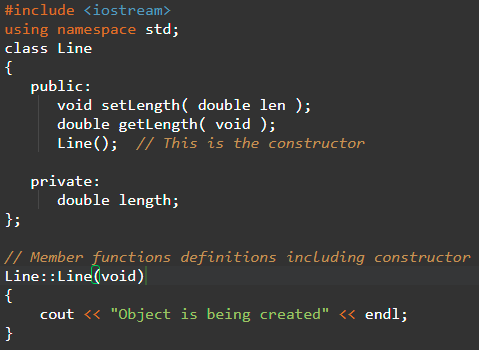 #include <iostream>
using namespace std;
class Line
{
   public:
      void setLength( double len );
      double getLength( void );
      Line();  // This is the constructor

   private:
      double length;
};

// Member functions definitions including constructor
Line::Line(void)
{
    cout << "Object is being created" << endl;
}